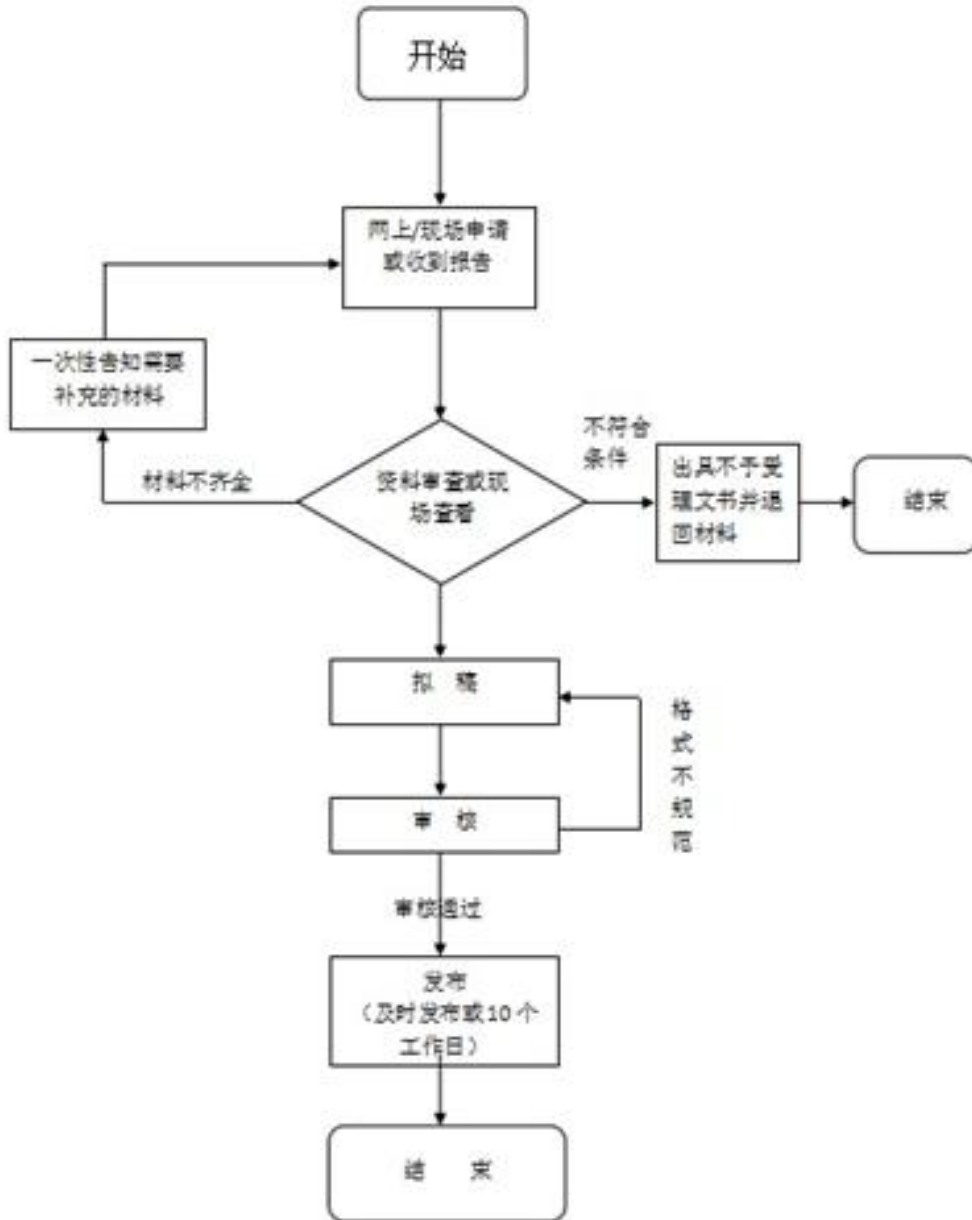 开始
网上/现场申请
或收到报告
一次性告知需要
补充的材料
材料不齐全
资料审查或现
场查看
不符合
条件
出具不予受
理文书并退
回材料
结束
拟 稿
格
式
不
规
范
审 核
审核通过
发布
（及时发布或10个
工作日）
结 束